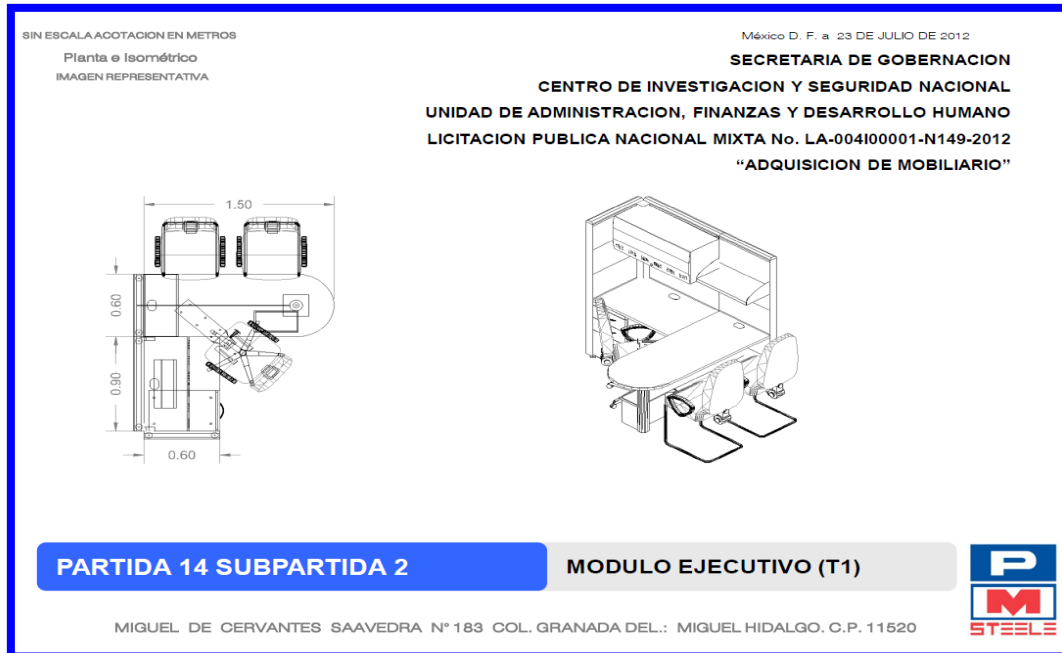 SIN ESCALA ACOTACION EN METROS
Planta e Isométrico
IMAGEN REPRESENTATIVA
México D. F. a 23 DE JULIO DE 2012
SECRETARIA DE GOBERNACION
CENTRO DE INVESTIGACION Y SEGURIDAD NACIONAL
UNIDAD DE ADMINISTRACION, FINANZAS Y DESARROLLO HUMANO
LICITACION PUBLICA NACIONAL MIXTA No. LA-004I00001-N149-2012
“ADQUISICION DE MOBILIARIO”
1.50
0.60
0.90
0.60
PARTIDA 14 SUBPARTIDA 2
MODULO EJECUTIVO (T1)
P
M
STEELE
MIGUEL DE CERVANTES SAAVEDRA N° 183 COL. GRANADA DEL.: MIGUEL HIDALGO. C.P. 11520